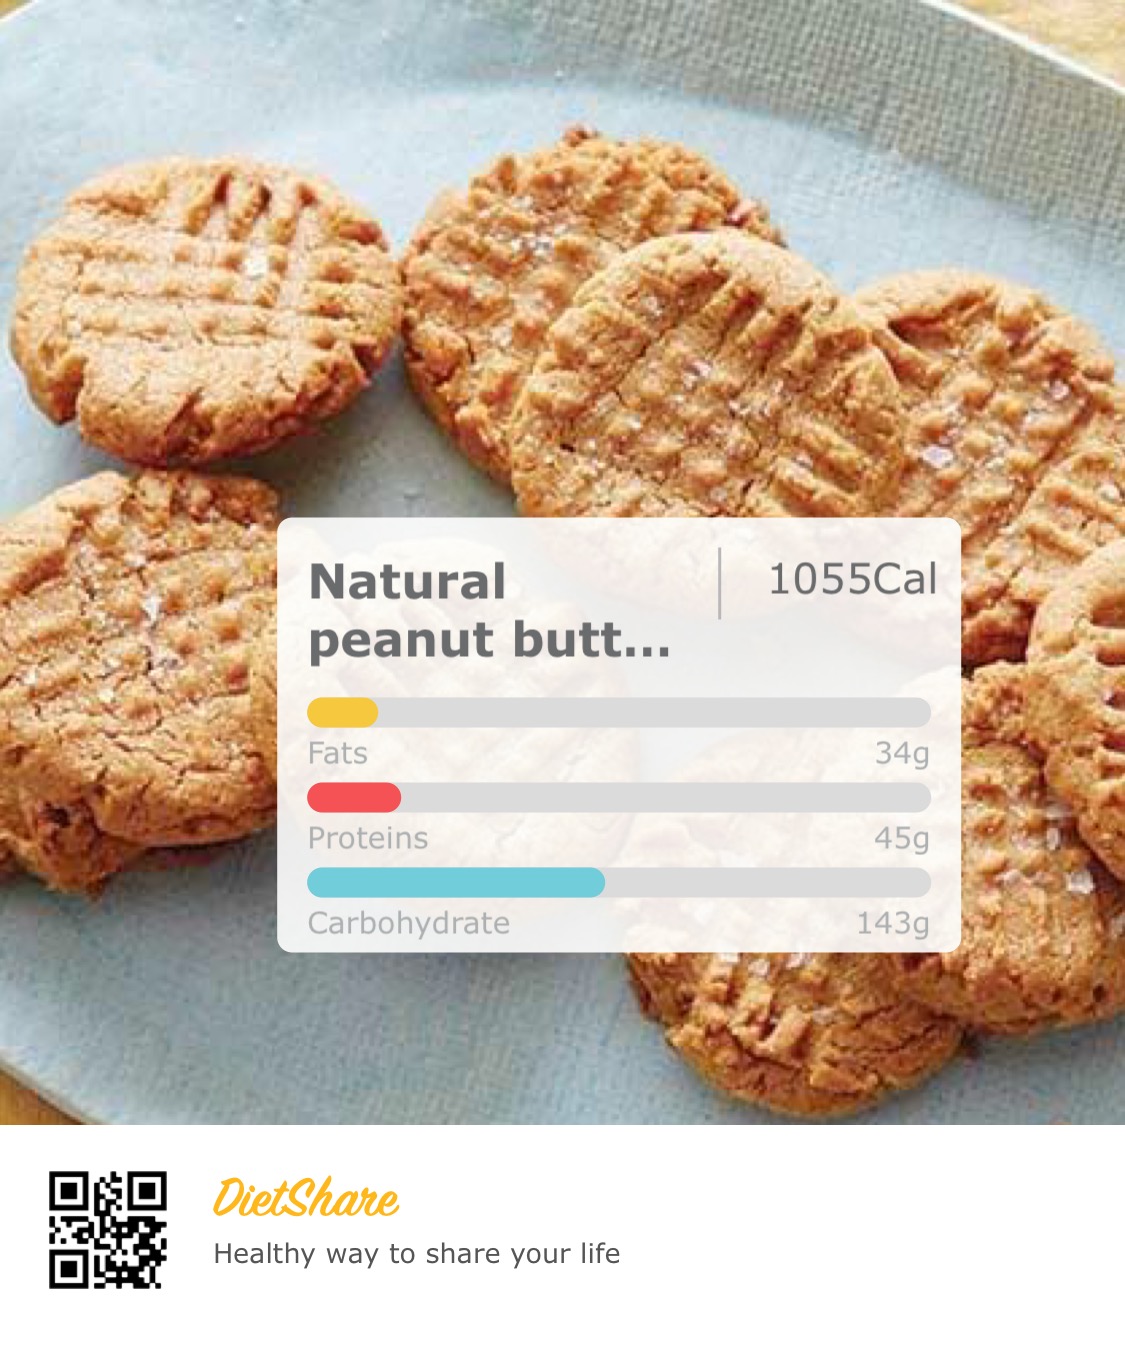 Natural
peanut butt...
1055Cal
Fats 34g
Proteins 45g
Carbohydrate 143g
DietShare
Healthy way to share your life